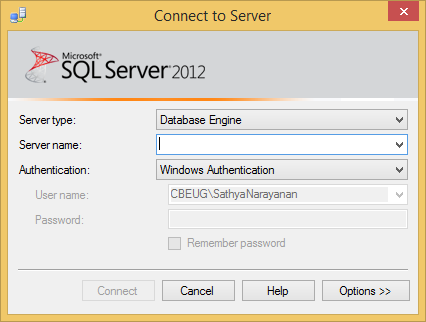 Connect to Server
Microsoft
SQL Server 2012
Server type: Database Engine
Server name:
Authentication: Windows Authentication
User name: CBEUG\SathyaNarayanan
Password:
Remember password
Connect Cancel Help Options >>